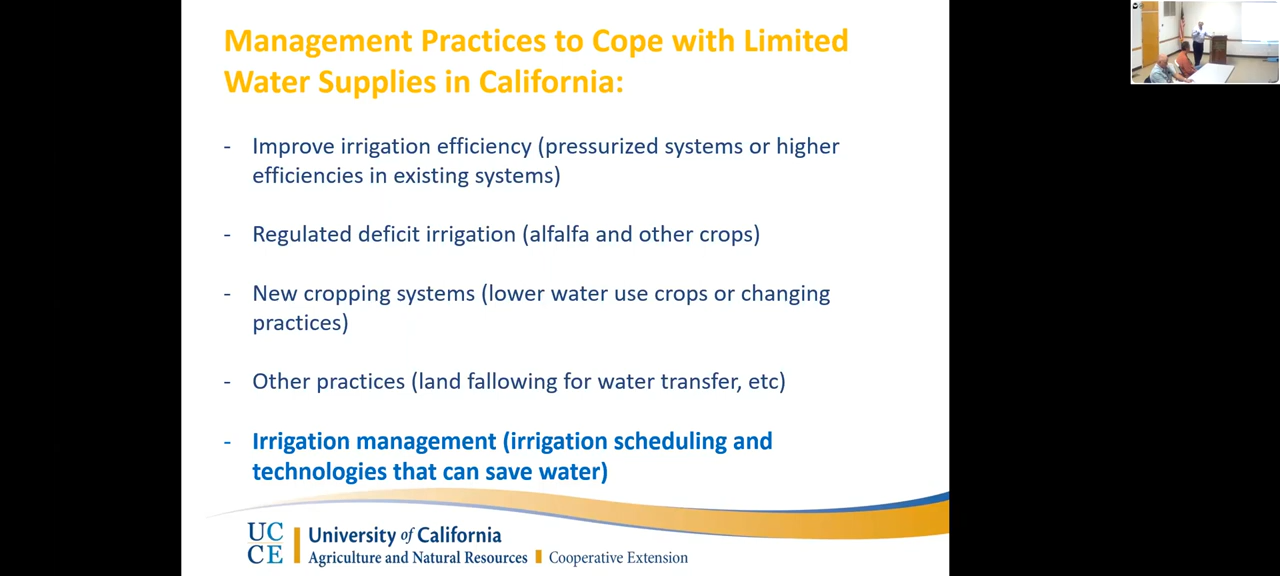 Management Practices to Cope with Limited
Water Supplies in California:
- Improve irrigation efficiency (pressurized systems or higher
efficiencies in existing systems)
- Regulated deficit irrigation (alfalfa and other crops)
- New cropping systems (lower water use crops or changing
practices)
- Other practices (land fallowing for water transfer, etc)
- Irrigation management (irrigation scheduling and
technologies that can save water)
UC
CE
University of California
Agriculture and Natural Resources Cooperative Extension